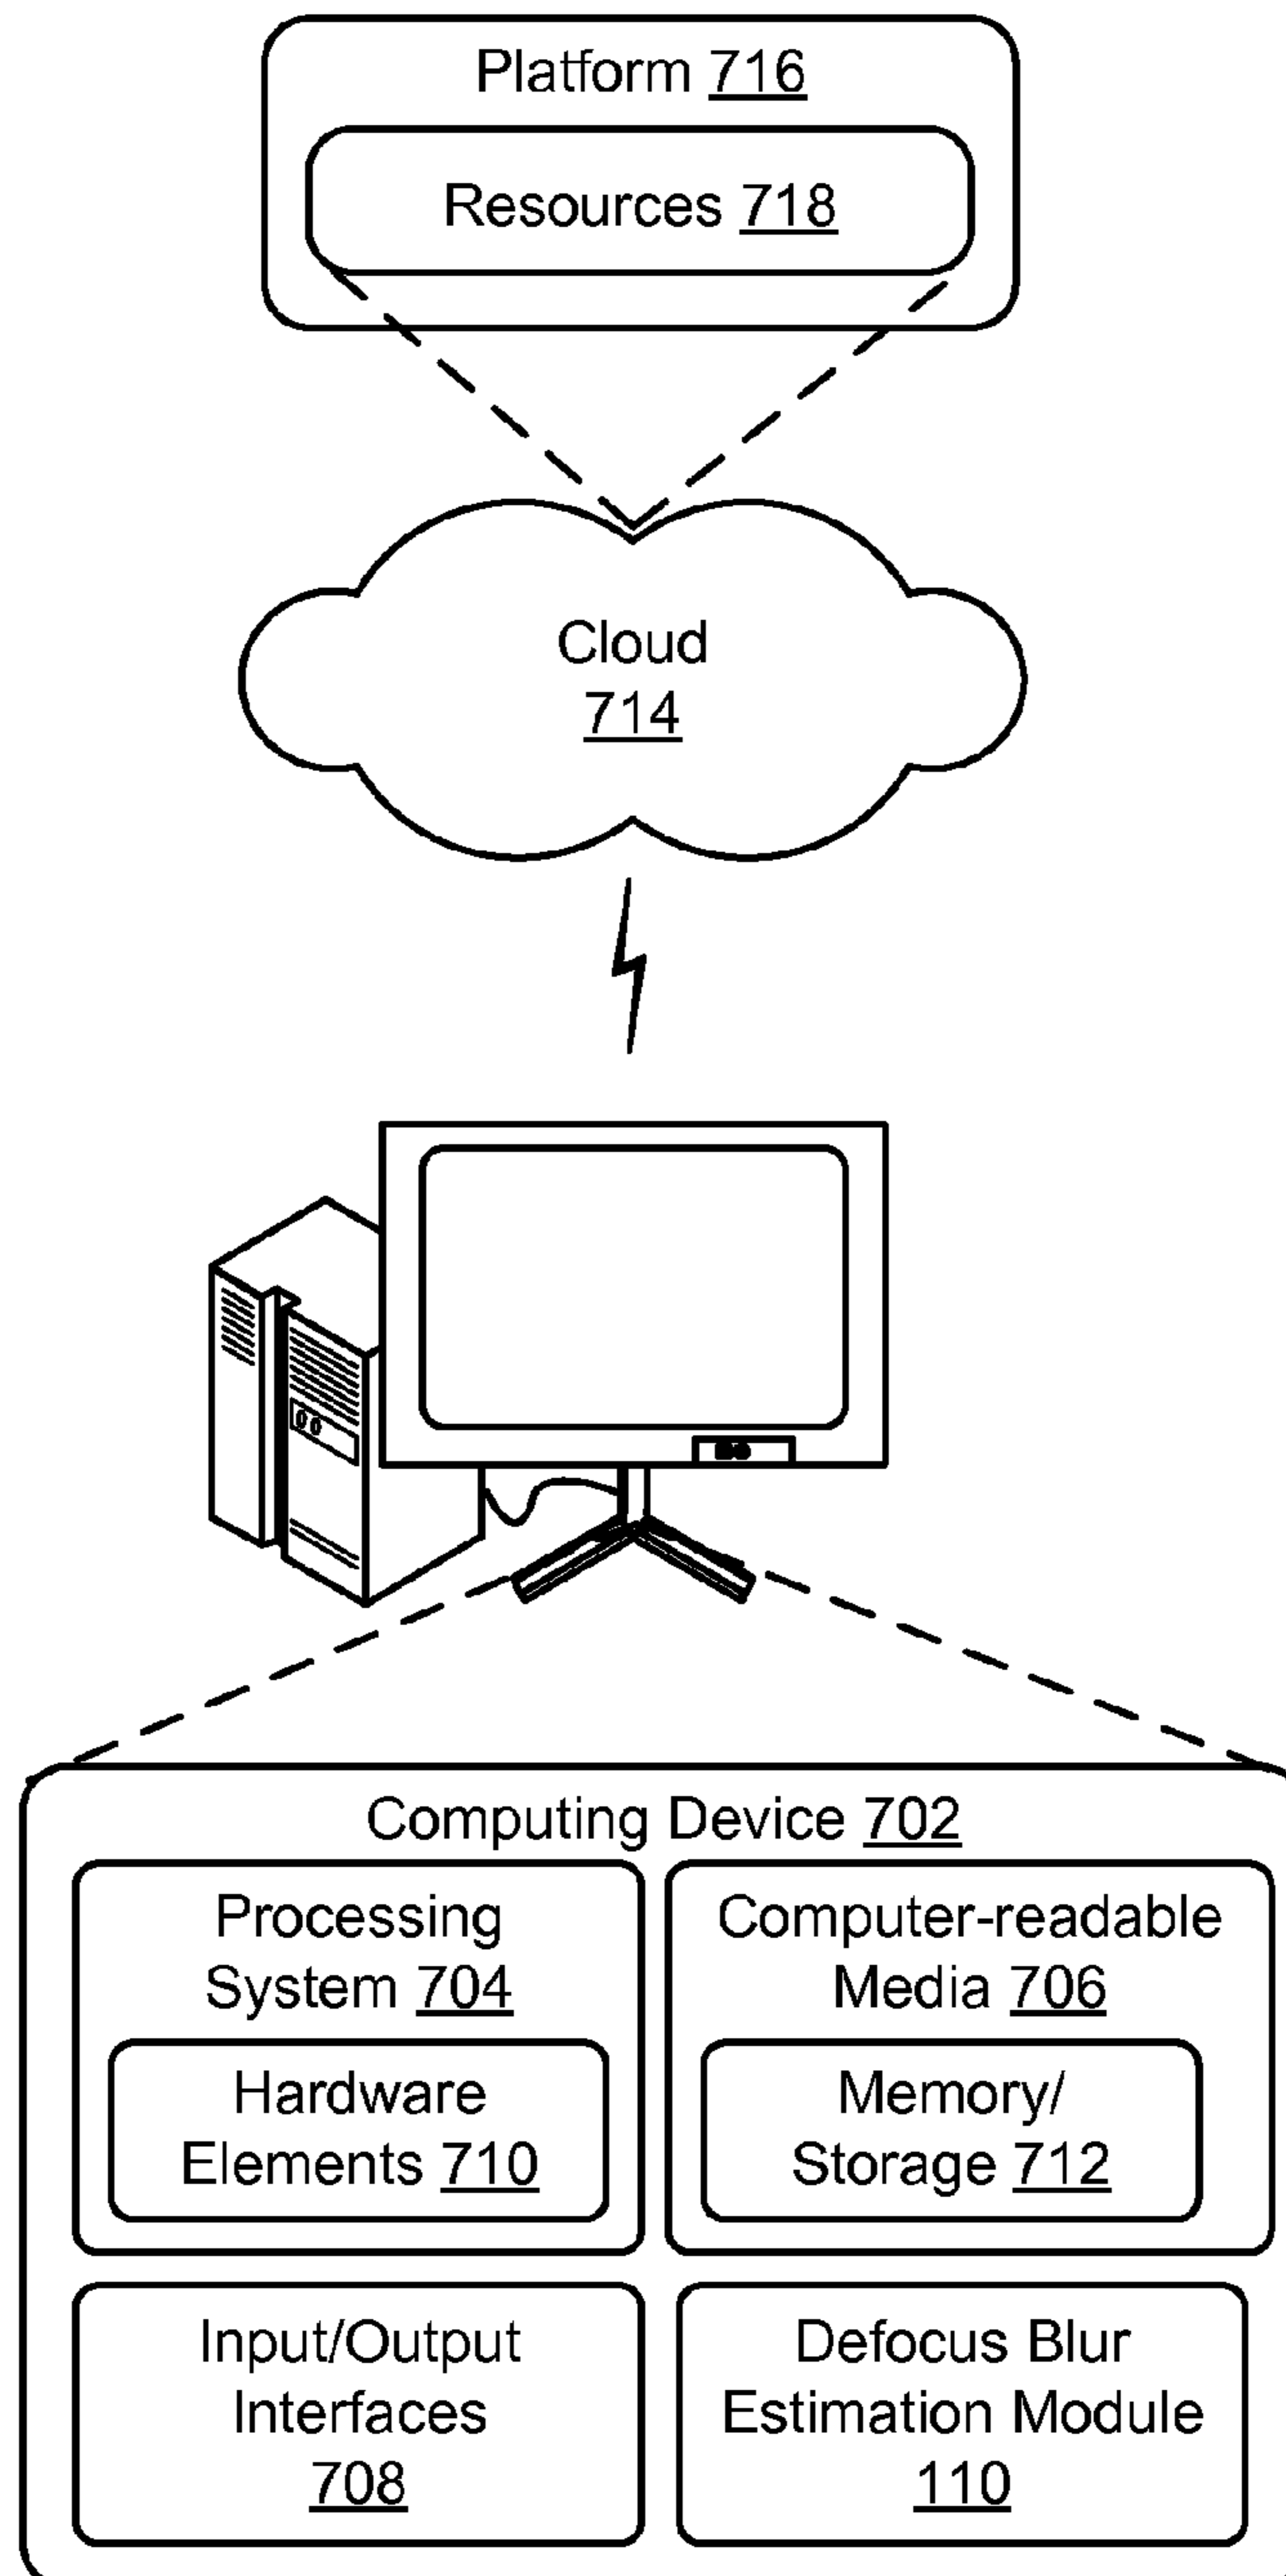 Platform 716
Resources 718
Cloud
714
Computing Device 702
Processing
System 704
Hardware
Elements 710
Computer-readable
Media 706
Memory/
Storage 712
Input/Output
Interfaces
708
Defocus Blur
Estimation Module
110